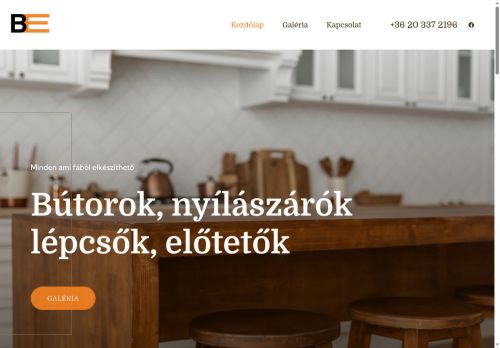 BE
Kezdőlap Galéria Kapcsolat +36 20 337 2196
Minden ami fából elkészíthető
Bútorok, nyílászárók
lépcsők, előtetők
GALÉRIA